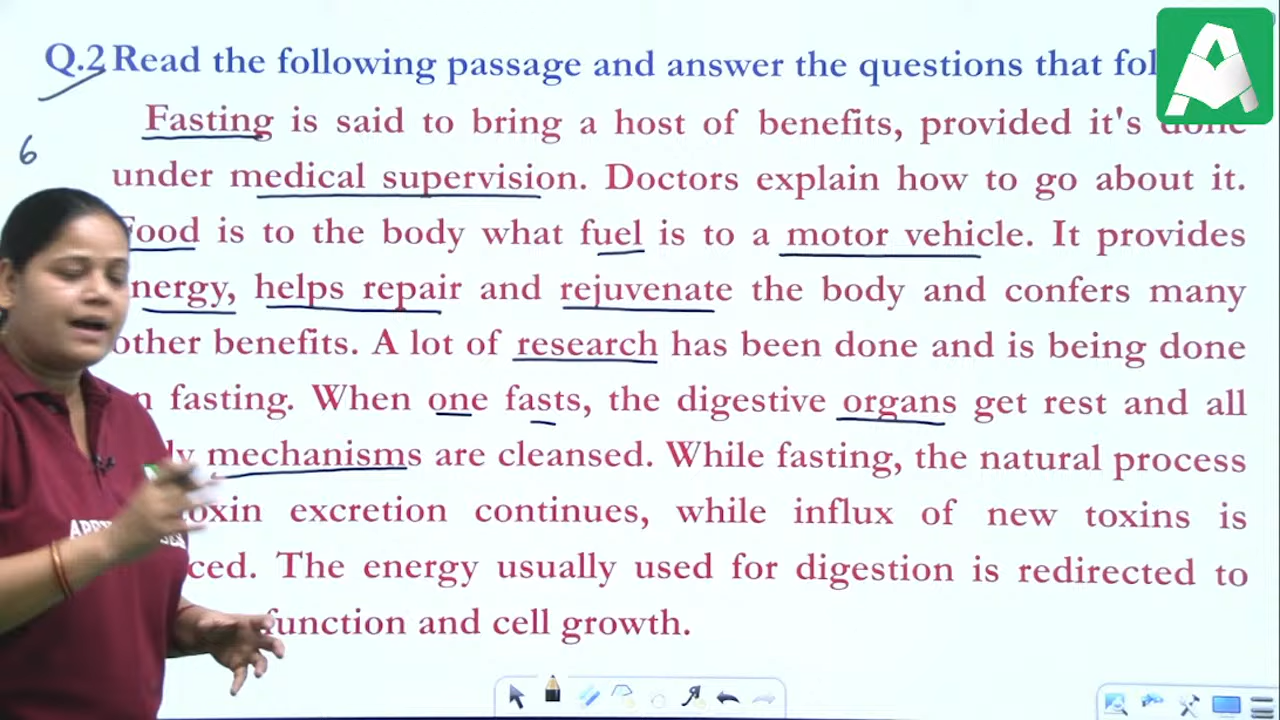 Q.2 Read the following passage and answer the questions that
Fasting is said to bring a host of benefits, provided it's done
6
under medical supervision. Doctors explain how to go about it.
Food is to the body what fuel is to a motor vehicle. It provides
energy, helps repair and rejuvenate the body and confers many
other benefits. A lot of research has been done and is being done
fasting. When one fasts, the digestive organs get rest and all
mechanisms are cleansed. While fasting, the natural process
excretion continues, while influx of new toxins is
The energy usually used for digestion is redirected to
function and cell growth.